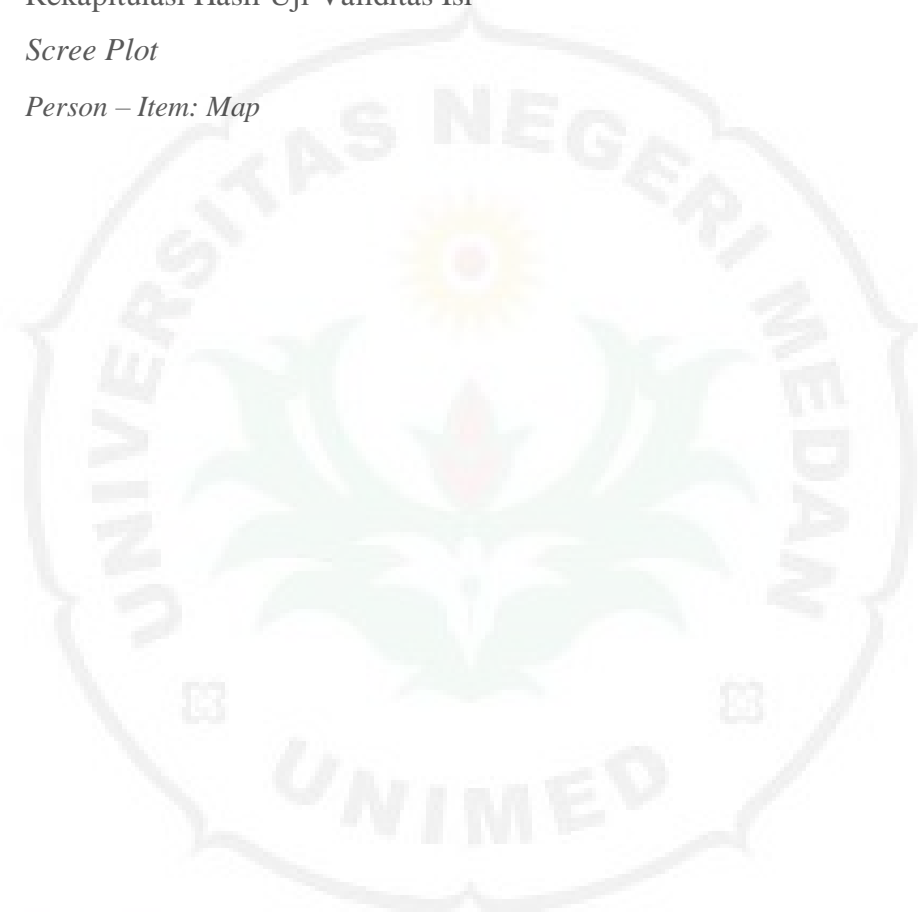 Rekapitulasi Hasil Uji Validitas Isi
Scree Plot
Person – Item: Map
UNIVERSITAS NEGERI MEDAN
UNIMED